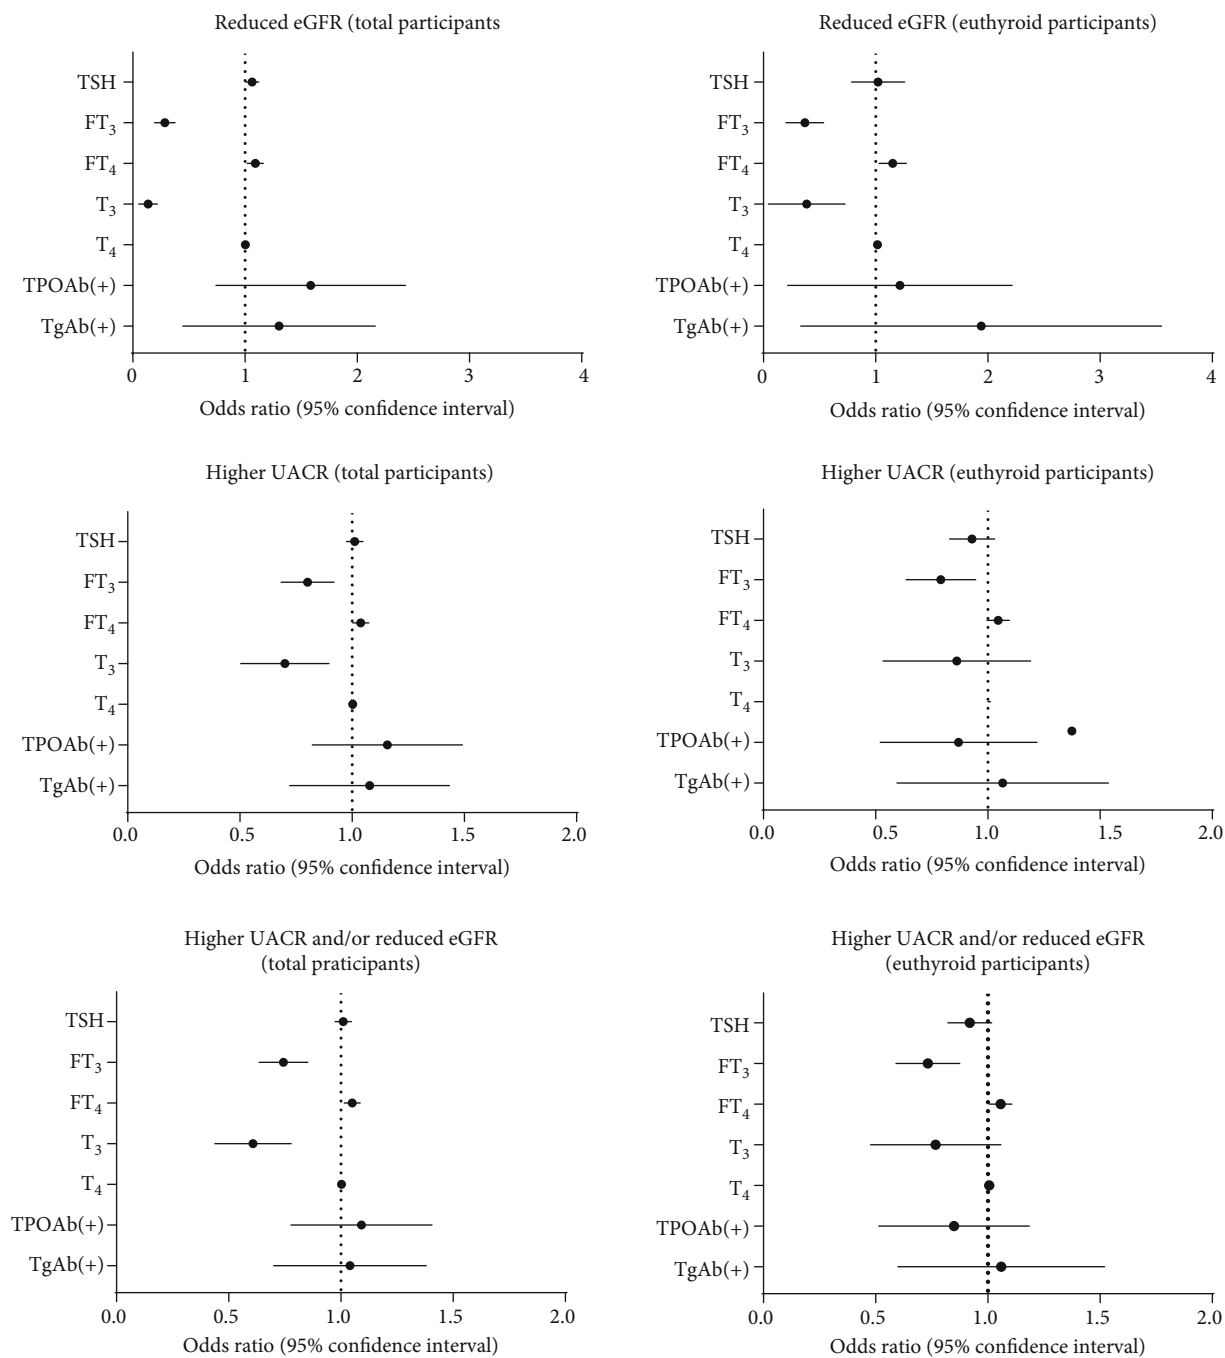 Reduced eGFR (total participants
TSH
FT3
FT4
T3
T4
TPOAb(+)
TgAb(+)
0 1 2 3 4
Odds ratio (95% confidence interval)
Reduced eGFR (euthyroid participants)
TSH
FT3
FT4
T3
T4
TPOAb(+)
TgAb(+)
0 1 2 3 4
Odds ratio (95% confidence interval)
Higher UACR (total participants)
TSH
FT3
FT4
T3
T4
TPOAb(+)
TgAb(+)
0.0 0.5 1.0 1.5 2.0
Odds ratio (95% confidence interval)
Higher UACR (euthyroid participants)
TSH
FT3
FT4
T3
T4
TPOAb(+)
TgAb(+)
0.0 0.5 1.0 1.5 2.0
Odds ratio (95% confidence interval)
Higher UACR and/or reduced eGFR
(total praticipants)
TSH
FT3
FT4
T3
T4
TPOAb(+)
TgAb(+)
0.0 0.5 1.0 1.5 2.0
Odds ratio (95% confidence interval)
Higher UACR and/or reduced eGFR
(euthyroid participants)
TSH
FT3
FT4
T3
T4
TPOAb(+)
TgAb(+)
0.0 0.5 1.0 1.5 2.0
Odds ratio (95% confidence interval)